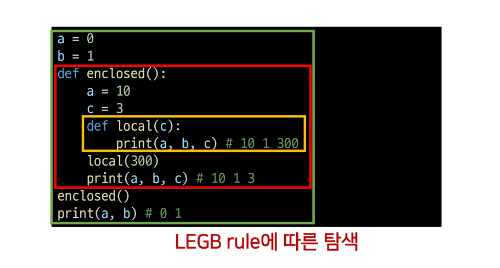 a = 0
b = 1
def enclosed():
    a = 10
    c = 3
    def local(c):
        print(a, b, c) # 10 1 300
    local(300)
    print(a, b, c) # 10 1 3
enclosed()
print(a, b) # 0 1
LEGB rule에 따른 탐색